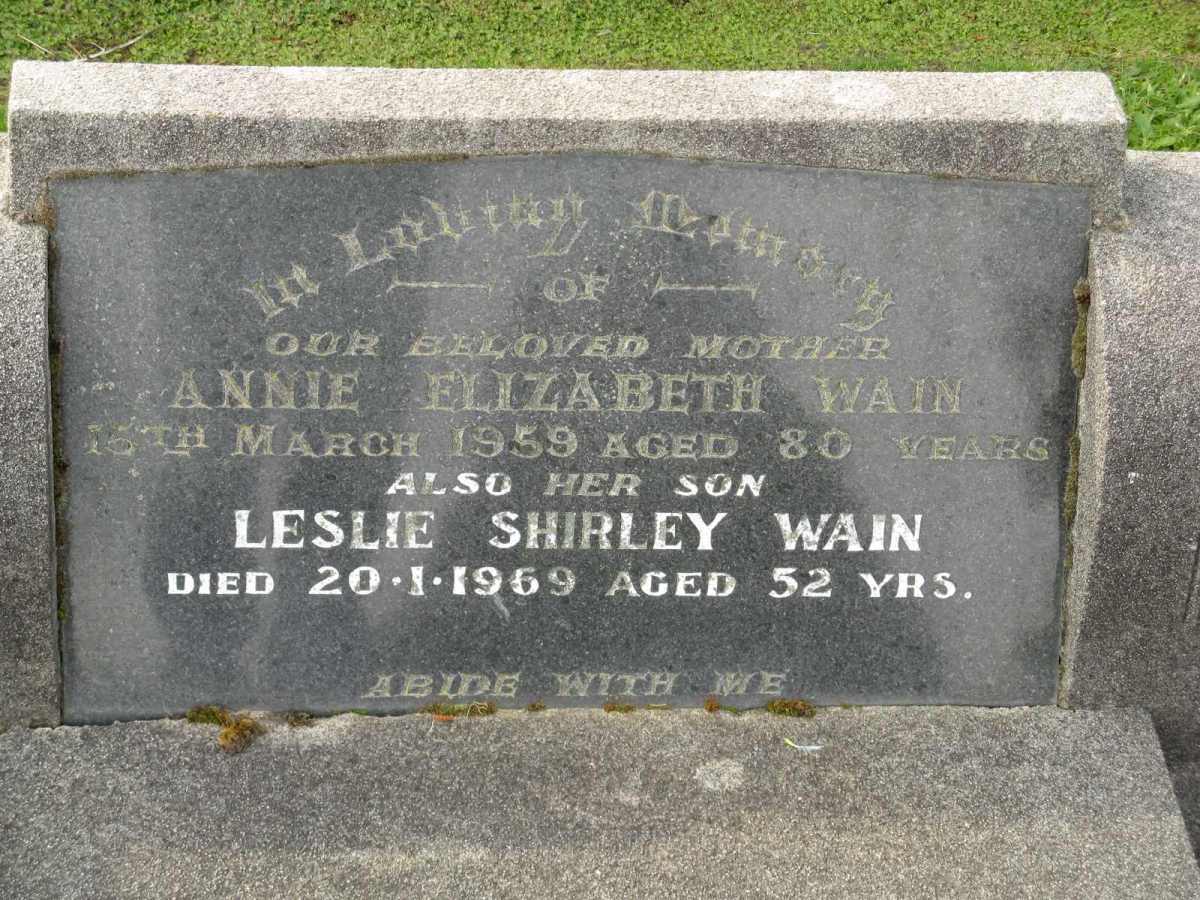 In Loving Memory
OF
OUR BELOVED MOTHER
ANNIE ELIZABETH WAIN
15TH MARCH 1959 AGED 80 YEARS
ALSO HER SON
LESLIE SHIRLEY WAIN
DIED 20·1·1969 AGED 52 YRS.
ABIDE WITH ME